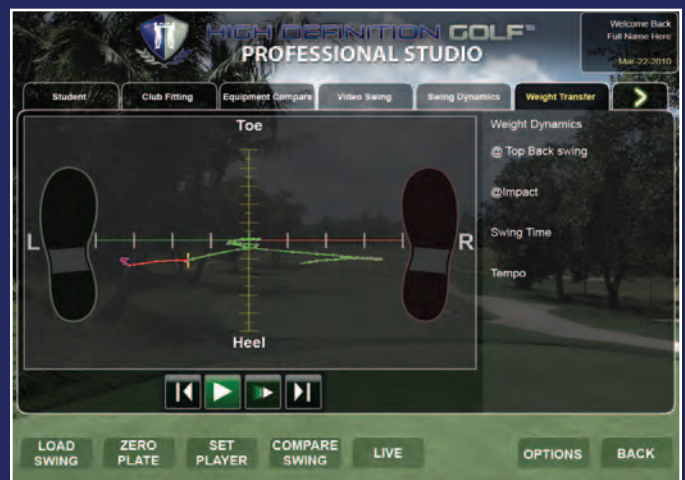 HIGH DEFINITION GOLF™
PROFESSIONAL STUDIO
Welcome Back
Full Name Here
Mar-22-2010
Student
Club Fitting
Equipment Compare
Video Swing
Swing Dynamics
Weight Transfer
Toe
L
R
Heel
Weight Dynamics
@ Top Back swing
@Impact
Swing Time
Tempo
LOAD
SWING
ZERO
PLATE
SET
PLAYER
COMPARE
SWING
LIVE
OPTIONS
BACK